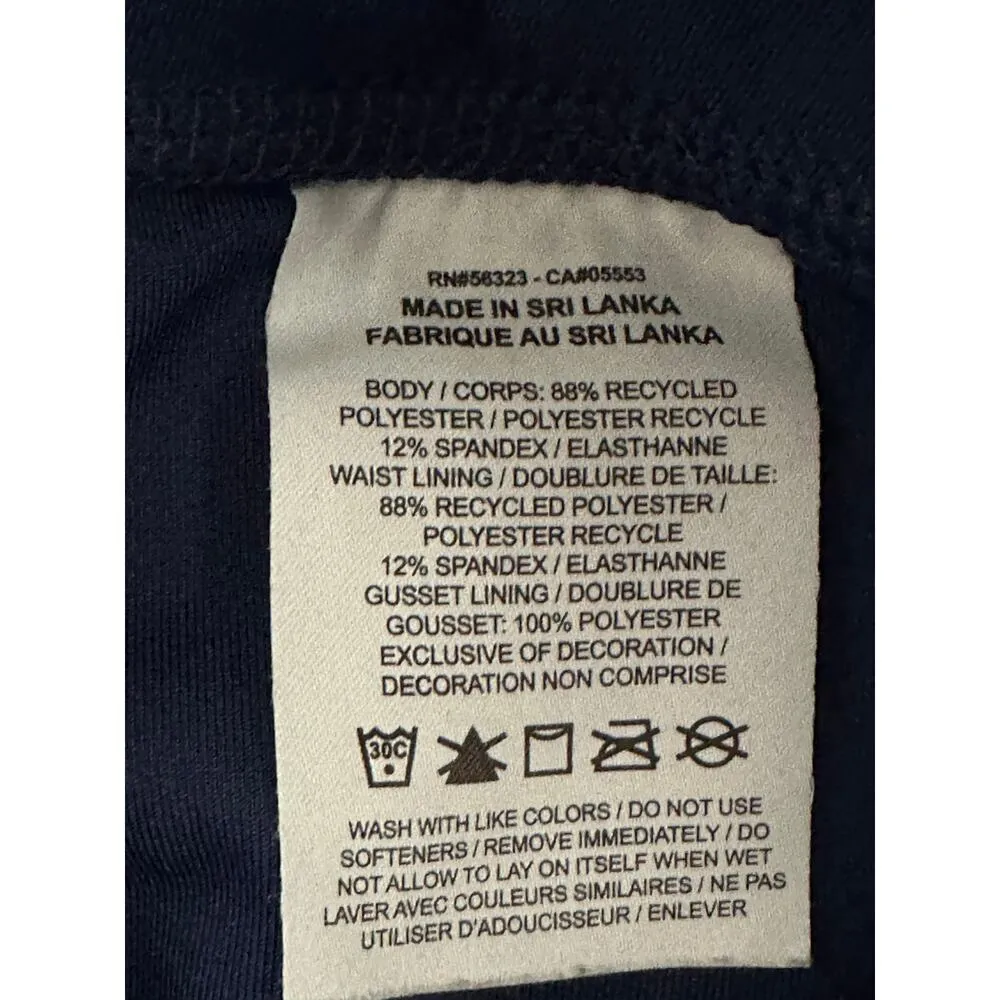 RN#56323 - CA#05553
MADE IN SRI LANKA
FABRIQUE AU SRI LANKA
BODY / CORPS: 88% RECYCLED
POLYESTER / POLYESTER RECYCLE
12% SPANDEX / ELASTHANNE
WAIST LINING / DOUBLURE DE TAILLE:
88% RECYCLED POLYESTER /
POLYESTER RECYCLE
12% SPANDEX / ELASTHANNE
GUSSET LINING / DOUBLURE DE
GOUSSET: 100% POLYESTER
EXCLUSIVE OF DECORATION /
DECORATION NON COMPRISE
30C
WASH WITH LIKE COLORS / DO NOT USE
SOFTENERS / REMOVE IMMEDIATELY / DO
NOT ALLOW TO LAY ON ITSELF WHEN WET
LAVER AVEC COULEURS SIMILAIRES / NE PAS
UTILISER D'ADOUCISSEUR / ENLEVER